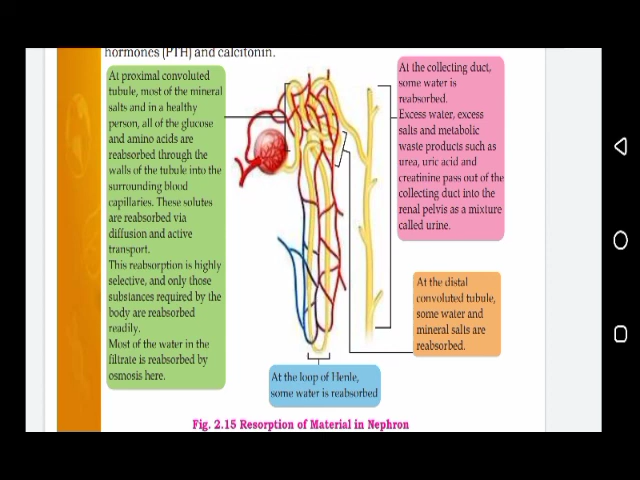 hormones (PTH) and calcitonin.
At proximal convoluted
tubule, most of the mineral
salts and in a healthy
person, all of the glucose
and amino acids are
reabsorbed through the
walls of the tubule into the
surrounding blood
capillaries. These solutes
are reabsorbed via
diffusion and active
transport.
This reabsorption is highly
selective, and only those
substances required by the
body are reabsorbed
readily.
Most of the water in the
filtrate is reabsorbed by
osmosis here.
At the collecting duct,
some water is
reabsorbed.
Excess water, excess
salts and metabolic
waste products such as
urea, uric acid and
creatinine pass out of the
collecting duct into the
renal pelvis as a mixture
called urine.
At the distal
convoluted tubule,
some water and
mineral salts are
reabsorbed.
At the loop of Henle,
some water is reabsorbed
Fig. 2.15 Resorption of Material in Nephron